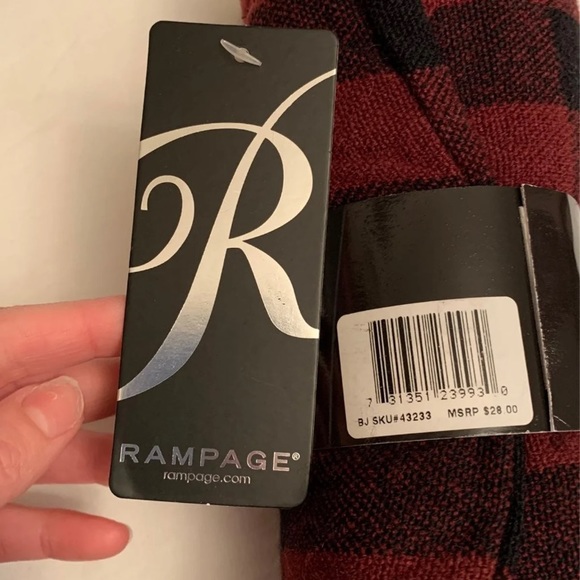 R
RAMPAGE®
rampage.com
7 31351 23993 0
BJ SKU#43233 MSRP $28.00